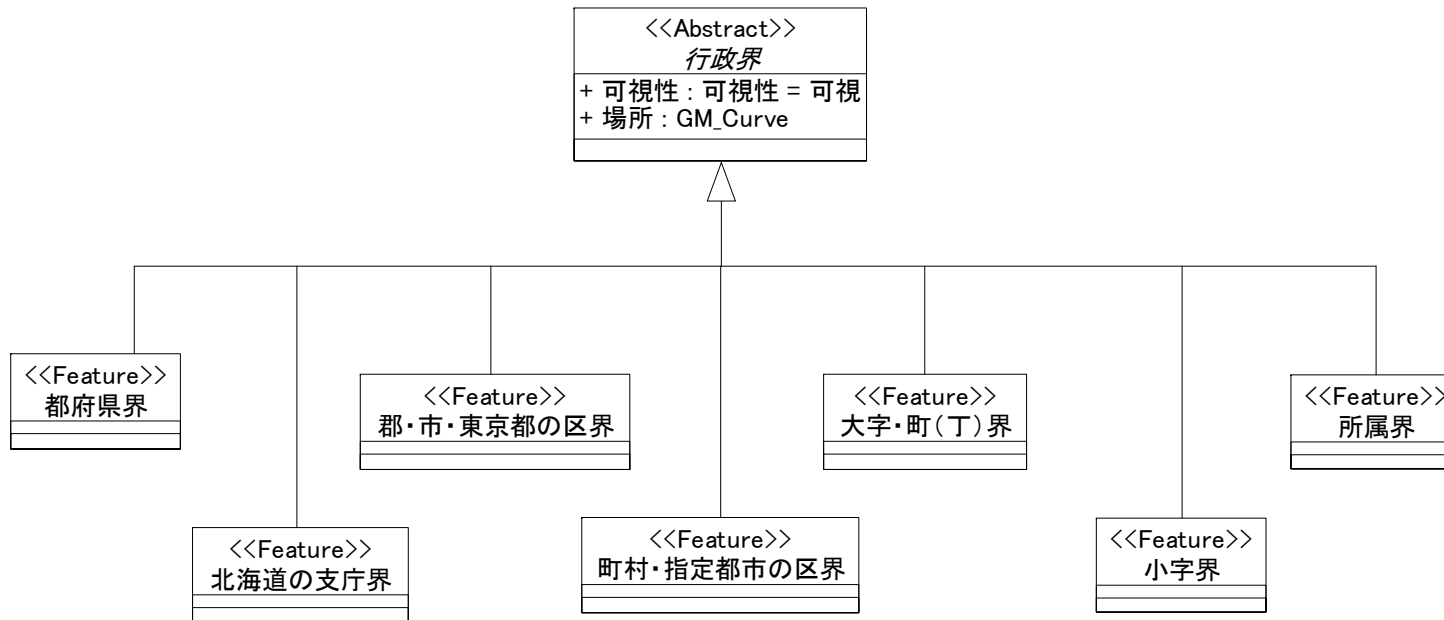 <<Abstract>>
行政界
+ 可視性 : 可視性 = 可視
+ 場所 : GM_Curve
<<Feature>>
都府県界
<<Feature>>
郡・市・東京都の区界
<<Feature>>
大字・町(丁)界
<<Feature>>
所属界
<<Feature>>
北海道の支庁界
<<Feature>>
町村・指定都市の区界
<<Feature>>
小字界